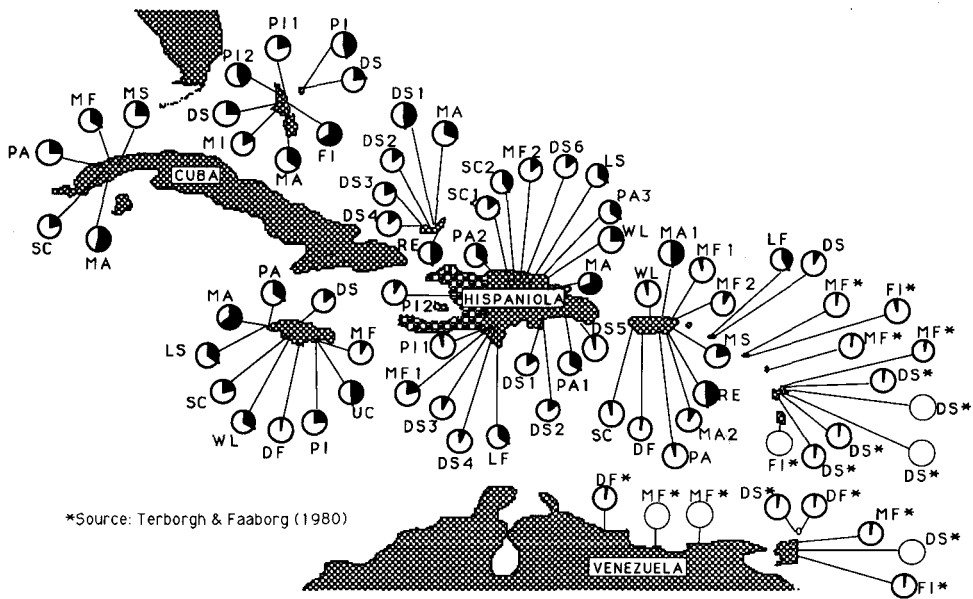 PI1
PI
PI2
DS
DS
MI
FI
MA
MF
MS
PA
CUBA
SC
MA
DS1
MA
DS2
DS3
DS4
RE
SC2
MF2
DS6
LS
SC1
PA3
WL
PA2
MA
PI2
HISPANIOLA
PI1
MF1
DS3
DS4
LF
DS1
DS2
PA1
DS5
PA
DS
MA
LS
SC
WL
DF
PI
UC
MF
MA1
WL
MF1
MF2
MS
RE
MA2
PA
DF
SC
LF
DS
MF*
FI*
MF*
MF*
DS*
DS*
DS*
DS*
DS*
FI*
*Source: Terborgh & Faaborg (1980)
DF*
MF*
MF*
DS*
DF*
MF*
DS*
FI*
VENEZUELA